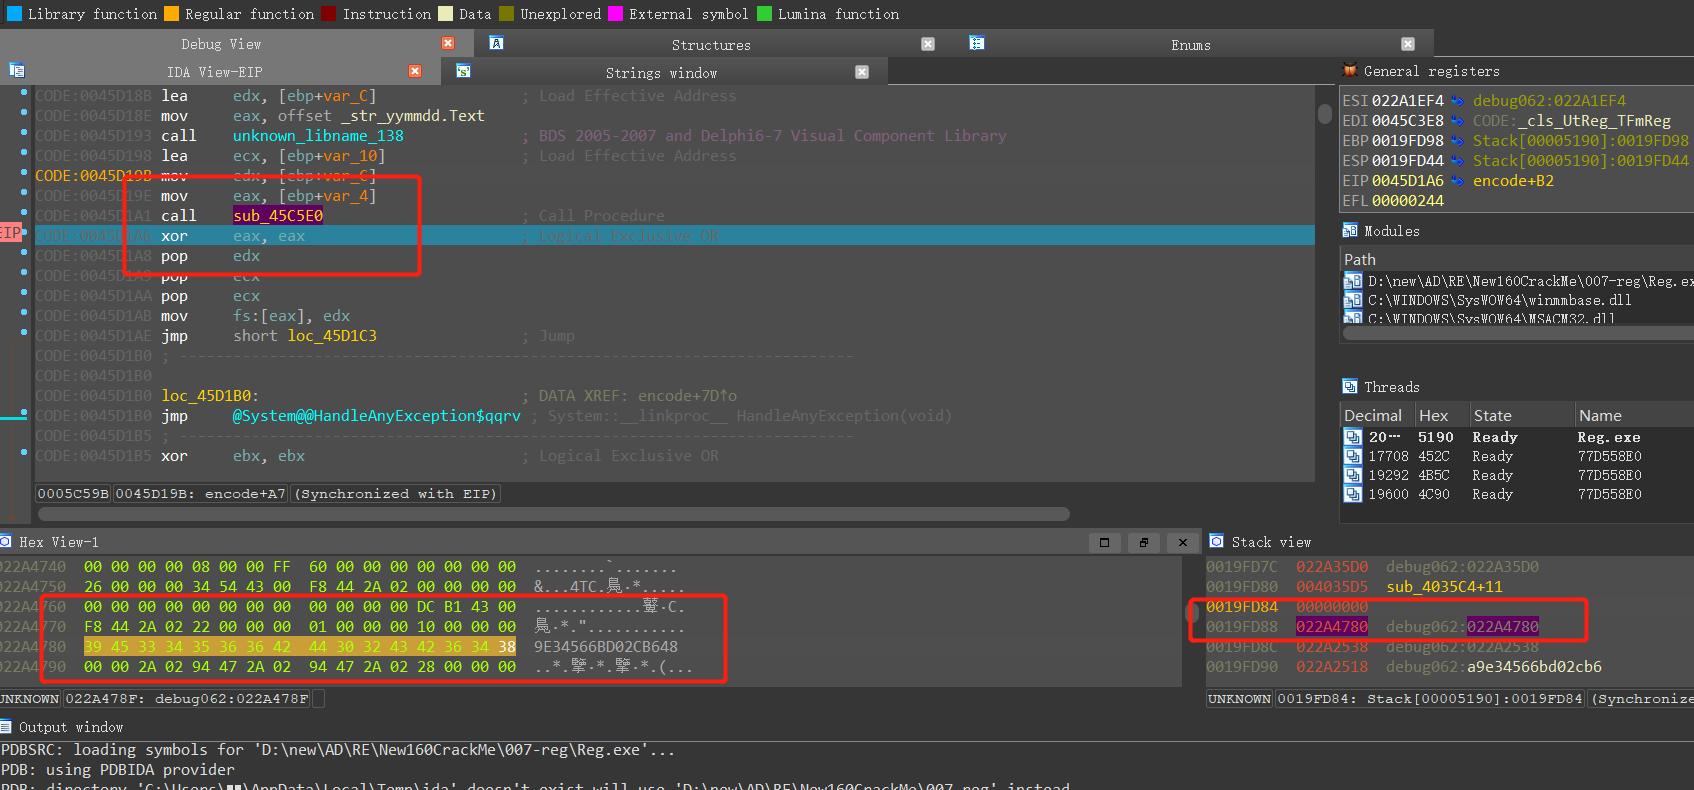 Library function Regular function Instruction Data Unexplored External symbol Lumina function
Debug View Structures Enums
IDA View-EIP Strings window
CODE:0045D18B lea edx, [ebp+var_C] ; Load Effective Address
CODE:0045D18E mov eax, offset _str_yymmdd.Text
CODE:0045D193 call unknown_libname_138 ; BDS 2005-2007 and Delphi6-7 Visual Component Library
CODE:0045D198 lea ecx, [ebp+var_10] ; Load Effective Address
CODE:0045D19B mov edx, [ebp+var_C]
CODE:0045D19E mov eax, [ebp+var_4]
CODE:0045D1A1 call sub_45C5E0 ; Call Procedure
EIP CODE:0045D1A6 xor eax, eax ; Logical Exclusive OR
CODE:0045D1A8 pop edx
CODE:0045D1A9 pop ecx
CODE:0045D1AA pop ecx
CODE:0045D1AB mov fs:[eax], edx
CODE:0045D1AE jmp short loc_45D1C3 ; Jump
CODE:0045D1B0 ; ---------------------------------------------------------------------------
CODE:0045D1B0
CODE:0045D1B0 loc_45D1B0: ; DATA XREF: encode+7D↑o
CODE:0045D1B0 jmp @System@@HandleAnyException$qqrv ; System::__linkproc__ HandleAnyException(void)
CODE:0045D1B5 ; ---------------------------------------------------------------------------
CODE:0045D1B5 xor ebx, ebx ; Logical Exclusive OR
0005C59B 0045D19B: encode+A7 (Synchronized with EIP)
General registers
ESI 022A1EF4 debug062:022A1EF4
EDI 0045C3E8 CODE:_cls_UtReg_TFmReg
EBP 0019FD98 Stack[00005190]:0019FD98
ESP 0019FD44 Stack[00005190]:0019FD44
EIP 0045D1A6 encode+B2
EFL 00000244
Modules
Path
D:\new\AD\RE\New160CrackMe\007-reg\Reg.ex
C:\WINDOWS\SysWOW64\winmmbase.dll
C:\WINDOWS\SysWOW64\MSACM32.dll
Threads
Decimal Hex State Name
20… 5190 Ready Reg.exe
17708 452C Ready 77D558E0
19292 4B5C Ready 77D558E0
19600 4C90 Ready 77D558E0
Hex View-1
022A4740 00 00 00 00 08 00 00 FF 60 00 00 00 00 00 00 00 ........`.......
022A4750 26 00 00 00 34 54 43 00 F8 44 2A 02 00 00 00 00 &...4TC.鳧·*.....
022A4760 00 00 00 00 00 00 00 00 00 00 00 00 DC B1 43 00
022A4770 F8 44 2A 02 22 00 00 00 01 00 00 00 10 00 00 00
022A4780 39 45 33 34 35 36 36 42 44 30 32 43 42 36 34 38 9E34566BD02CB648
022A4790 00 00 2A 02 94 47 2A 02 94 47 2A 02 28 00 00 00
UNKNOWN 022A478F: debug062:022A478F
Stack view
0019FD7C 022A35D0 debug062:022A35D0
0019FD80 004035D5 sub_4035C4+11
0019FD84 00000000
0019FD88 022A4780 debug062:022A4780
0019FD8C 022A2538 debug062:022A2538
0019FD90 022A2518 debug062:a9e34566bd02cb6
UNKNOWN 0019FD84: Stack[00005190]:0019FD84 (Synchronize
Output window
PDBSRC: loading symbols for 'D:\new\AD\RE\New160CrackMe\007-reg\Reg.exe'...
PDB: using PDBIDA provider
PDB: directory 'C:\Users\ \AppData\Local\Temp\ida' doesn't exist will use 'D:\new\AD\RE\New160CrackMe\007-reg' instead